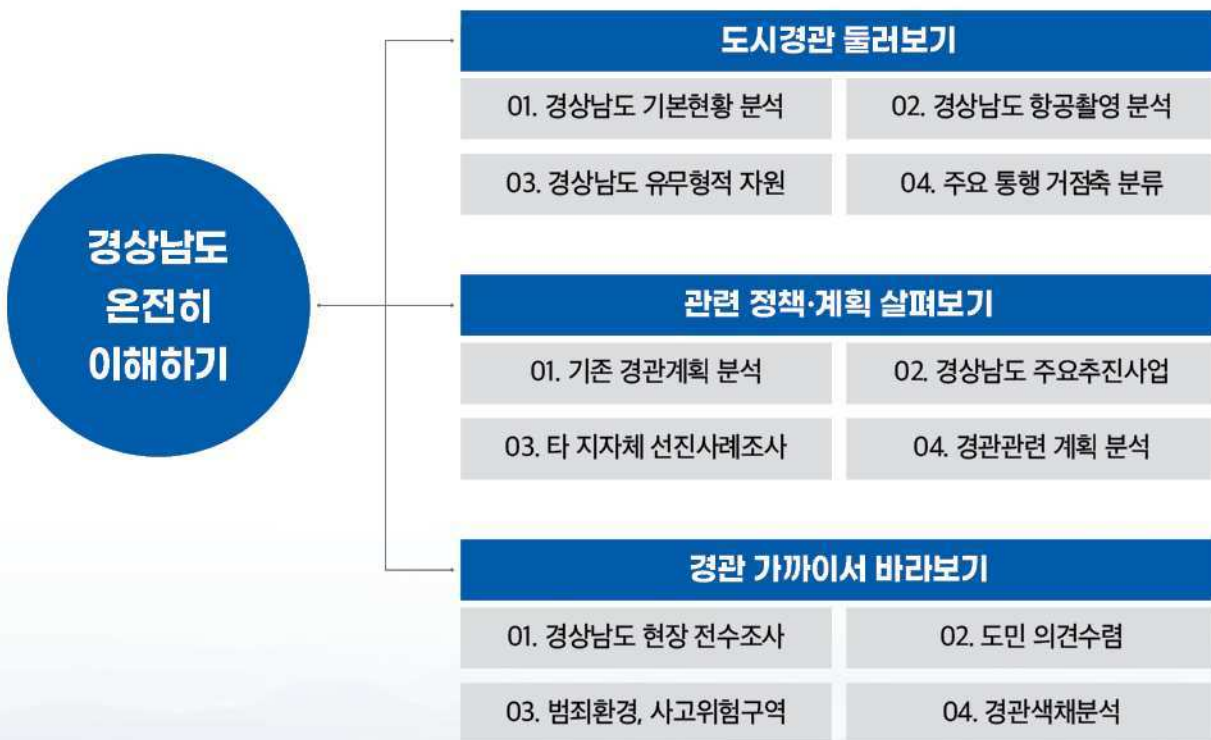 경상남도
온전히
이해하기
도시경관 둘러보기
01. 경상남도 기본현황 분석
02. 경상남도 항공촬영 분석
03. 경상남도 유무형적 자원
04. 주요 통행 거점축 분류
관련 정책·계획 살펴보기
01. 기존 경관계획 분석
02. 경상남도 주요추진사업
03. 타 지자체 선진사례조사
04. 경관관련 계획 분석
경관 가까이서 바라보기
01. 경상남도 현장 전수조사
02. 도민 의견수렴
03. 범죄환경, 사고위험구역
04. 경관색채분석